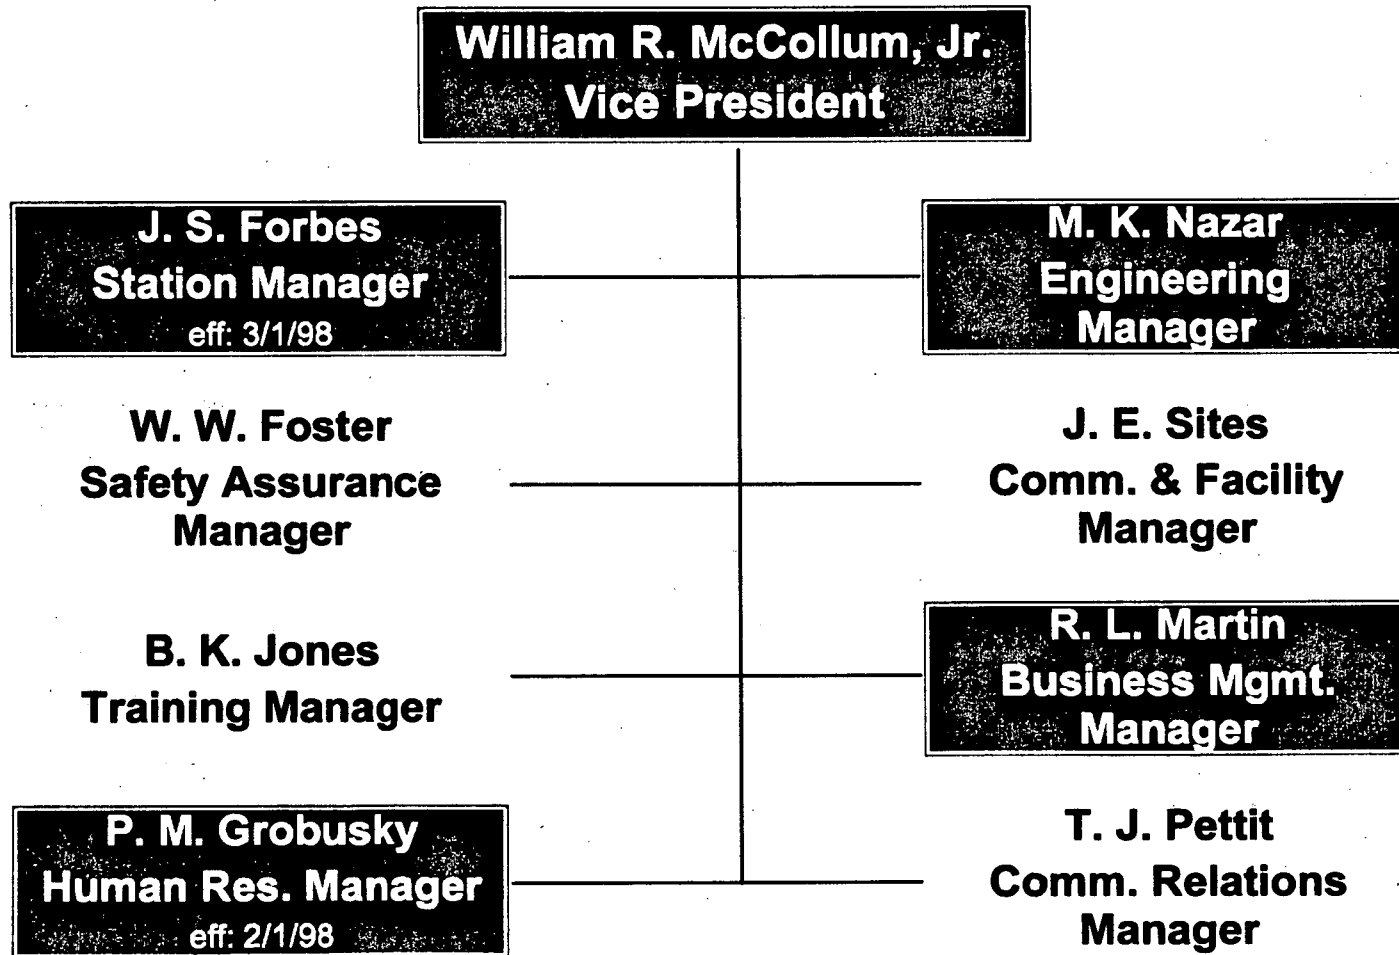 William R. McCollum, Jr.
Vice President
J. S. Forbes
Station Manager
eff: 3/1/98
M. K. Nazar
Engineering
Manager
W. W. Foster
Safety Assurance
Manager
J. E. Sites
Comm. & Facility
Manager
B. K. Jones
Training Manager
R. L. Martin
Business Mgmt.
Manager
P. M. Grobusky
Human Res. Manager
eff: 2/1/98
T. J. Pettit
Comm. Relations
Manager